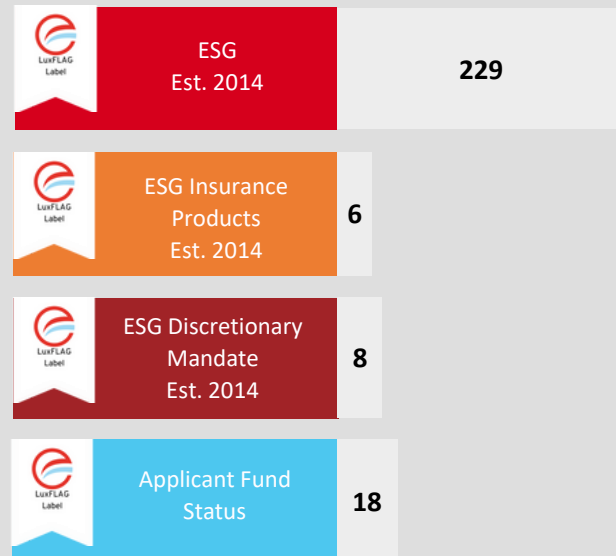 LuxFLAG
Label
ESG
Est. 2014
229
LuxFLAG
Label
ESG Insurance
Products
Est. 2014
6
LuxFLAG
Label
ESG Discretionary
Mandate
Est. 2014
8
LuxFLAG
Label
Applicant Fund
Status
18